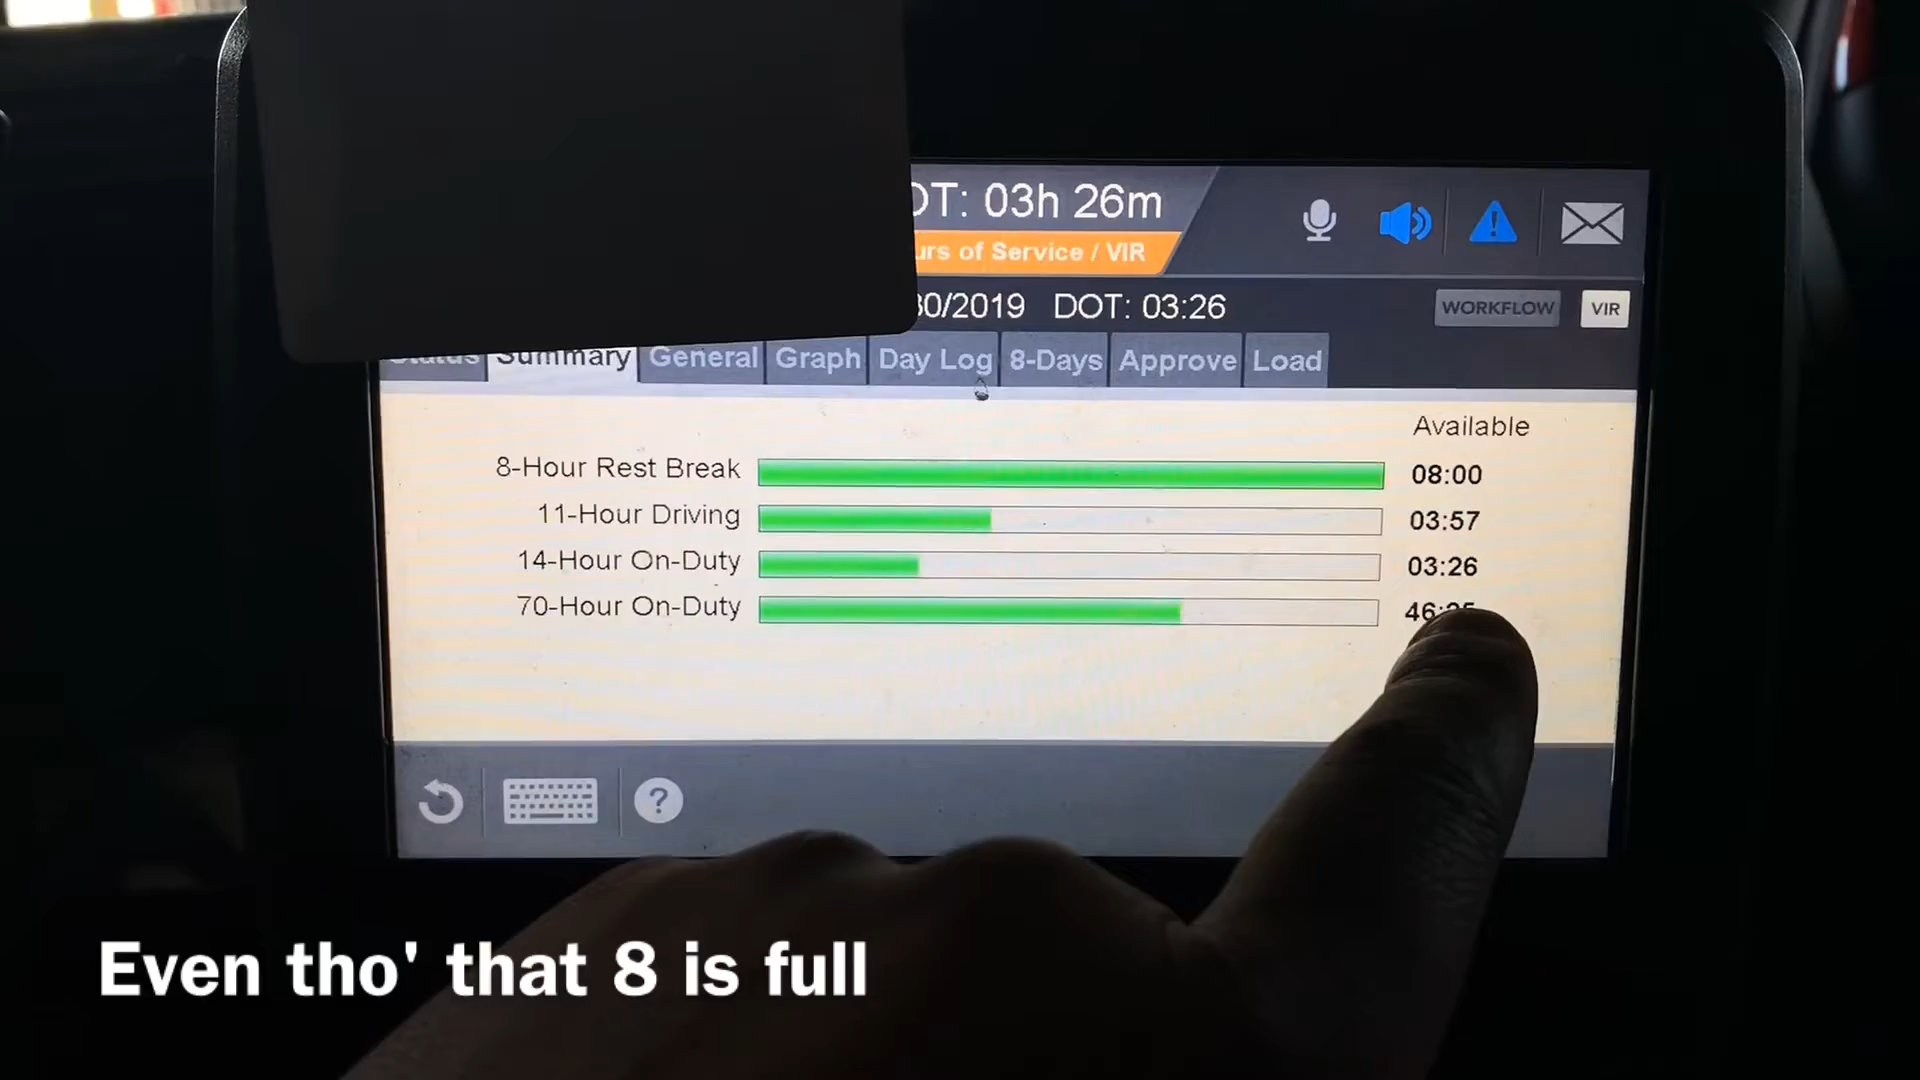 03h 26m
of Service / VIR
/2019 DOT: 03:26
WORKFLOW
VIR
Status Summary General Graph Day Log 8-Days Approve Load
Available
8-Hour Rest Break 08:00
11-Hour Driving 03:57
14-Hour On-Duty 03:26
70-Hour On-Duty
Even tho' that 8 is full